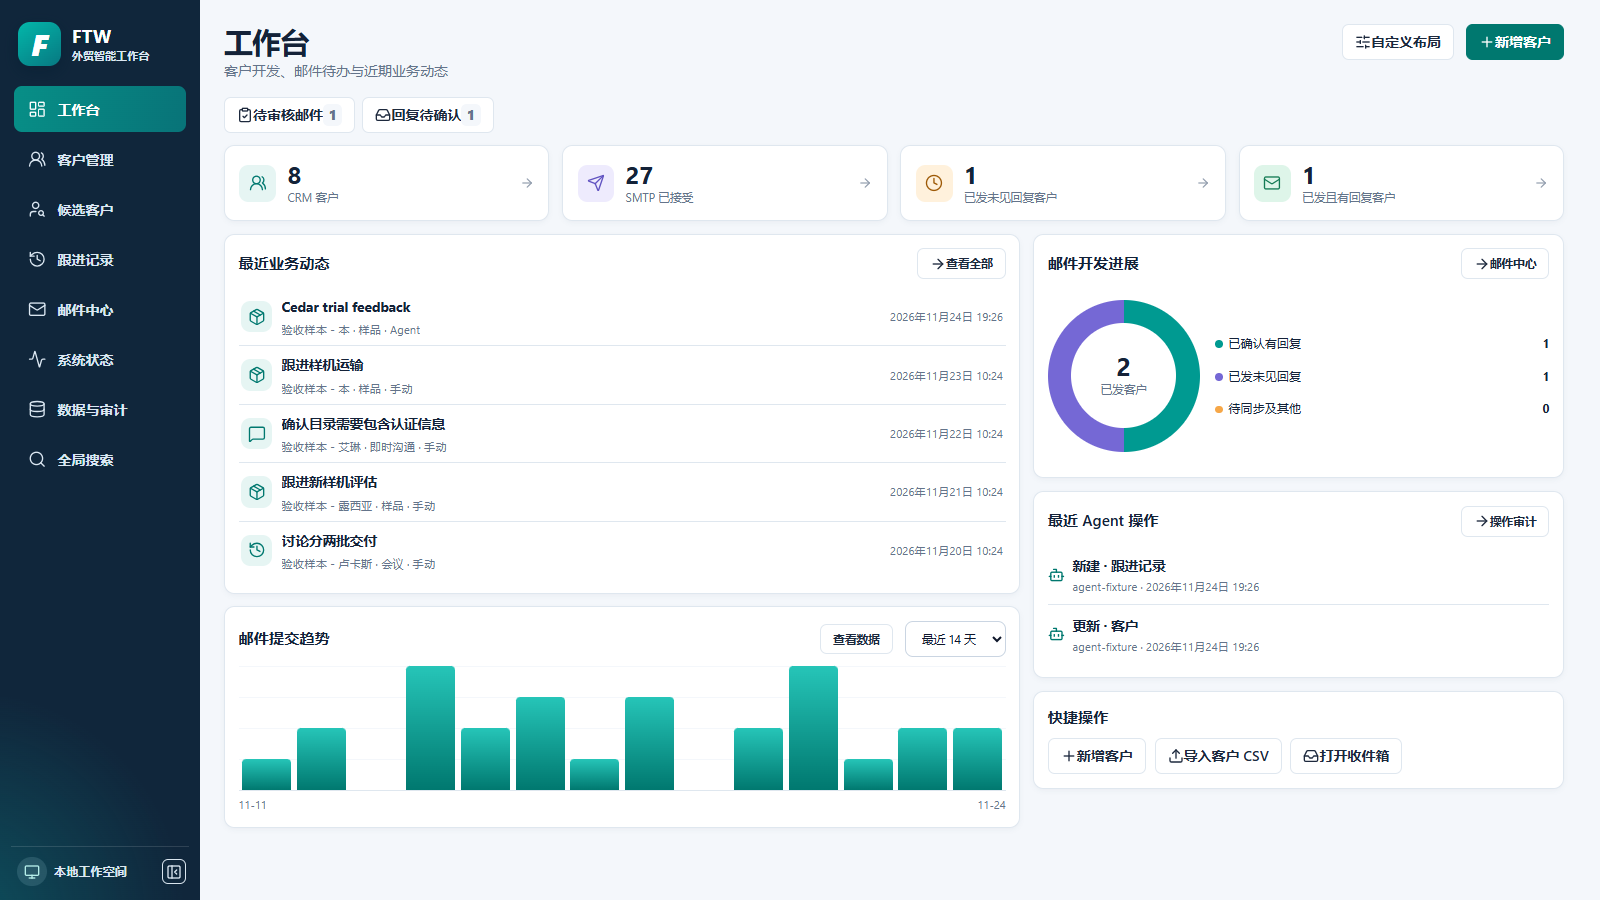 FTW
外贸智能工作台
工作台
客户管理
候选客户
跟进记录
邮件中心
系统状态
数据与审计
全局搜索
本地工作空间
工作台
客户开发、邮件待办与近期业务动态
自定义布局
新增客户
待审核邮件 1
回复待确认 1
8
CRM 客户
27
SMTP 已接受
1
已发未见回复客户
1
已发且有回复客户
最近业务动态
查看全部
Cedar trial feedback
验收样本 - 本 · 样品 · Agent
2026年11月24日 19:26
跟进样机运输
验收样本 - 本 · 样品 · 手动
2026年11月23日 10:24
确认目录需要包含认证信息
验收样本 - 艾琳 · 即时沟通 · 手动
2026年11月22日 10:24
跟进新样机评估
验收样本 - 露西亚 · 样品 · 手动
2026年11月21日 10:24
讨论分两批交付
验收样本 - 卢卡斯 · 会议 · 手动
2026年11月20日 10:24
邮件提交趋势
查看数据
最近 14 天
11-11
11-24
邮件开发进展
邮件中心
2
已发客户
已确认有回复 1
已发未见回复 1
待同步及其他 0
最近 Agent 操作
操作审计
新建 · 跟进记录
agent-fixture · 2026年11月24日 19:26
更新 · 客户
agent-fixture · 2026年11月24日 19:26
快捷操作
新增客户
导入客户 CSV
打开收件箱